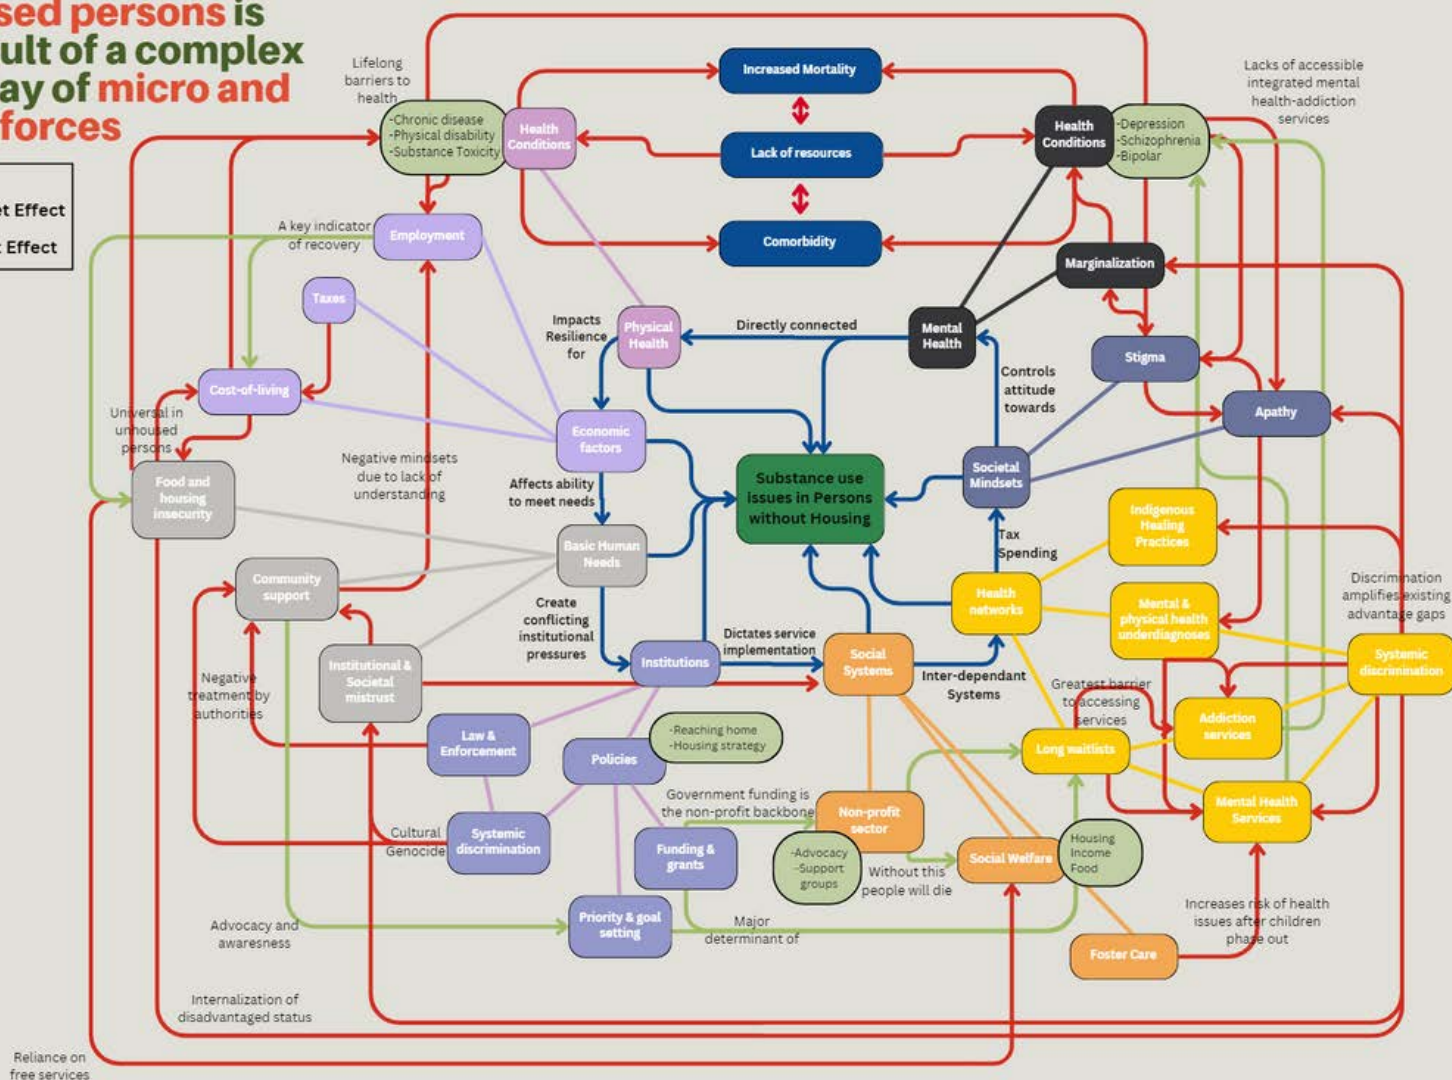 sed persons is
ult of a complex
ay of micro and
forces
t Effect
t Effect
Lifelong
barriers to
health
-Chronic disease
-Physical disability
-Substance Toxicity
Health
Conditions
Increased Mortality
Lack of resources
Comorbidity
Health
Conditions
-Depression
-Schizophrenia
-Bipolar
Lacks of accessible
integrated mental
health-addiction
services
A key indicator
of recovery
Employment
Taxes
Cost-of-living
Universal in
unhoused
persons
Food and
housing
insecurity
Negative mindsets
due to lack of
understanding
Impacts
Resilience
for
Physical
Health
Directly connected
Mental
Health
Marginalization
Stigma
Apathy
Controls
attitude
towards
Economic
factors
Affects ability
to meet needs
Substance use
issues in Persons
without Housing
Societal
Mindsets
Tax
Spending
Indigenous
Healing
Practices
Basic Human
Needs
Community
support
Create
conflicting
institutional
pressures
Health
networks
Mental &
physical health
underdiagnoses
Discrimination
amplifies existing
advantage gaps
Systemic
discrimination
Institutional &
Societal
mistrust
Institutions
Dictates service
implementation
Social
Systems
Inter-dependant
Systems
Greatest barrier
to accessing
services
Negative
treatment by
authorities
Law &
Enforcement
Policies
-Reaching home
-Housing strategy
Long waitlists
Addiction
services
Government funding is
the non-profit backbone
Non-profit
sector
Mental Health
Services
Cultural
Genocide
Systemic
discrimination
Funding &
grants
-Advocacy
-Support
groups
Without this
people will die
Social Welfare
Housing
Income
Food
Advocacy and
awaresness
Priority & goal
setting
Major
determinant of
Increases risk of health
issues after children
phase out
Foster Care
Internalization of
disadvantaged status
Reliance on
free services